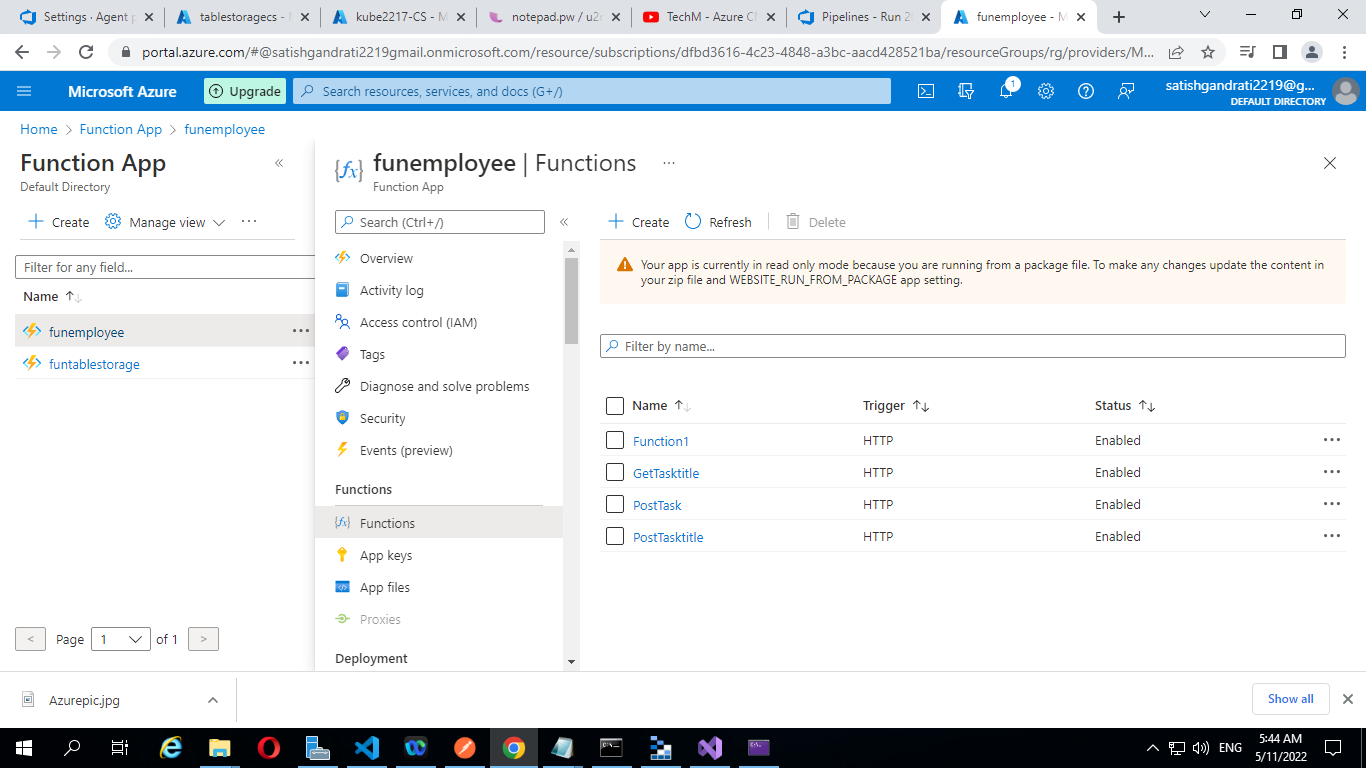 Settings · Agent p
tablestoragecs - M
kube2217-CS - M
notepad.pw / u2n
TechM - Azure Cl
Pipelines - Run 2
funemployee - M
portal.azure.com/#@satishgandrati2219gmail.onmicrosoft.com/resource/subscriptions/dfbd3616-4c23-4848-a3bc-aacd428521ba/resourceGroups/rg/providers/M...
Microsoft Azure
Upgrade
Search resources, services, and docs (G+/)
1
satishgandrati2219@g...
DEFAULT DIRECTORY
Home > Function App > funemployee
Function App
Default Directory
Create
Manage view
Filter for any field...
Name
funemployee
funtablestorage
< Page 1 of 1 >
funemployee | Functions
Function App
Search (Ctrl+/)
Overview
Activity log
Access control (IAM)
Tags
Diagnose and solve problems
Security
Events (preview)
Functions
Functions
App keys
App files
Proxies
Deployment
Create
Refresh
Delete
Your app is currently in read only mode because you are running from a package file. To make any changes update the content in
your zip file and WEBSITE_RUN_FROM_PACKAGE app setting.
Filter by name...
Name Trigger Status
Function1 HTTP Enabled
GetTasktitle HTTP Enabled
PostTask HTTP Enabled
PostTasktitle HTTP Enabled
Azurepic.jpg
Show all
ENG
5:44 AM
5/11/2022